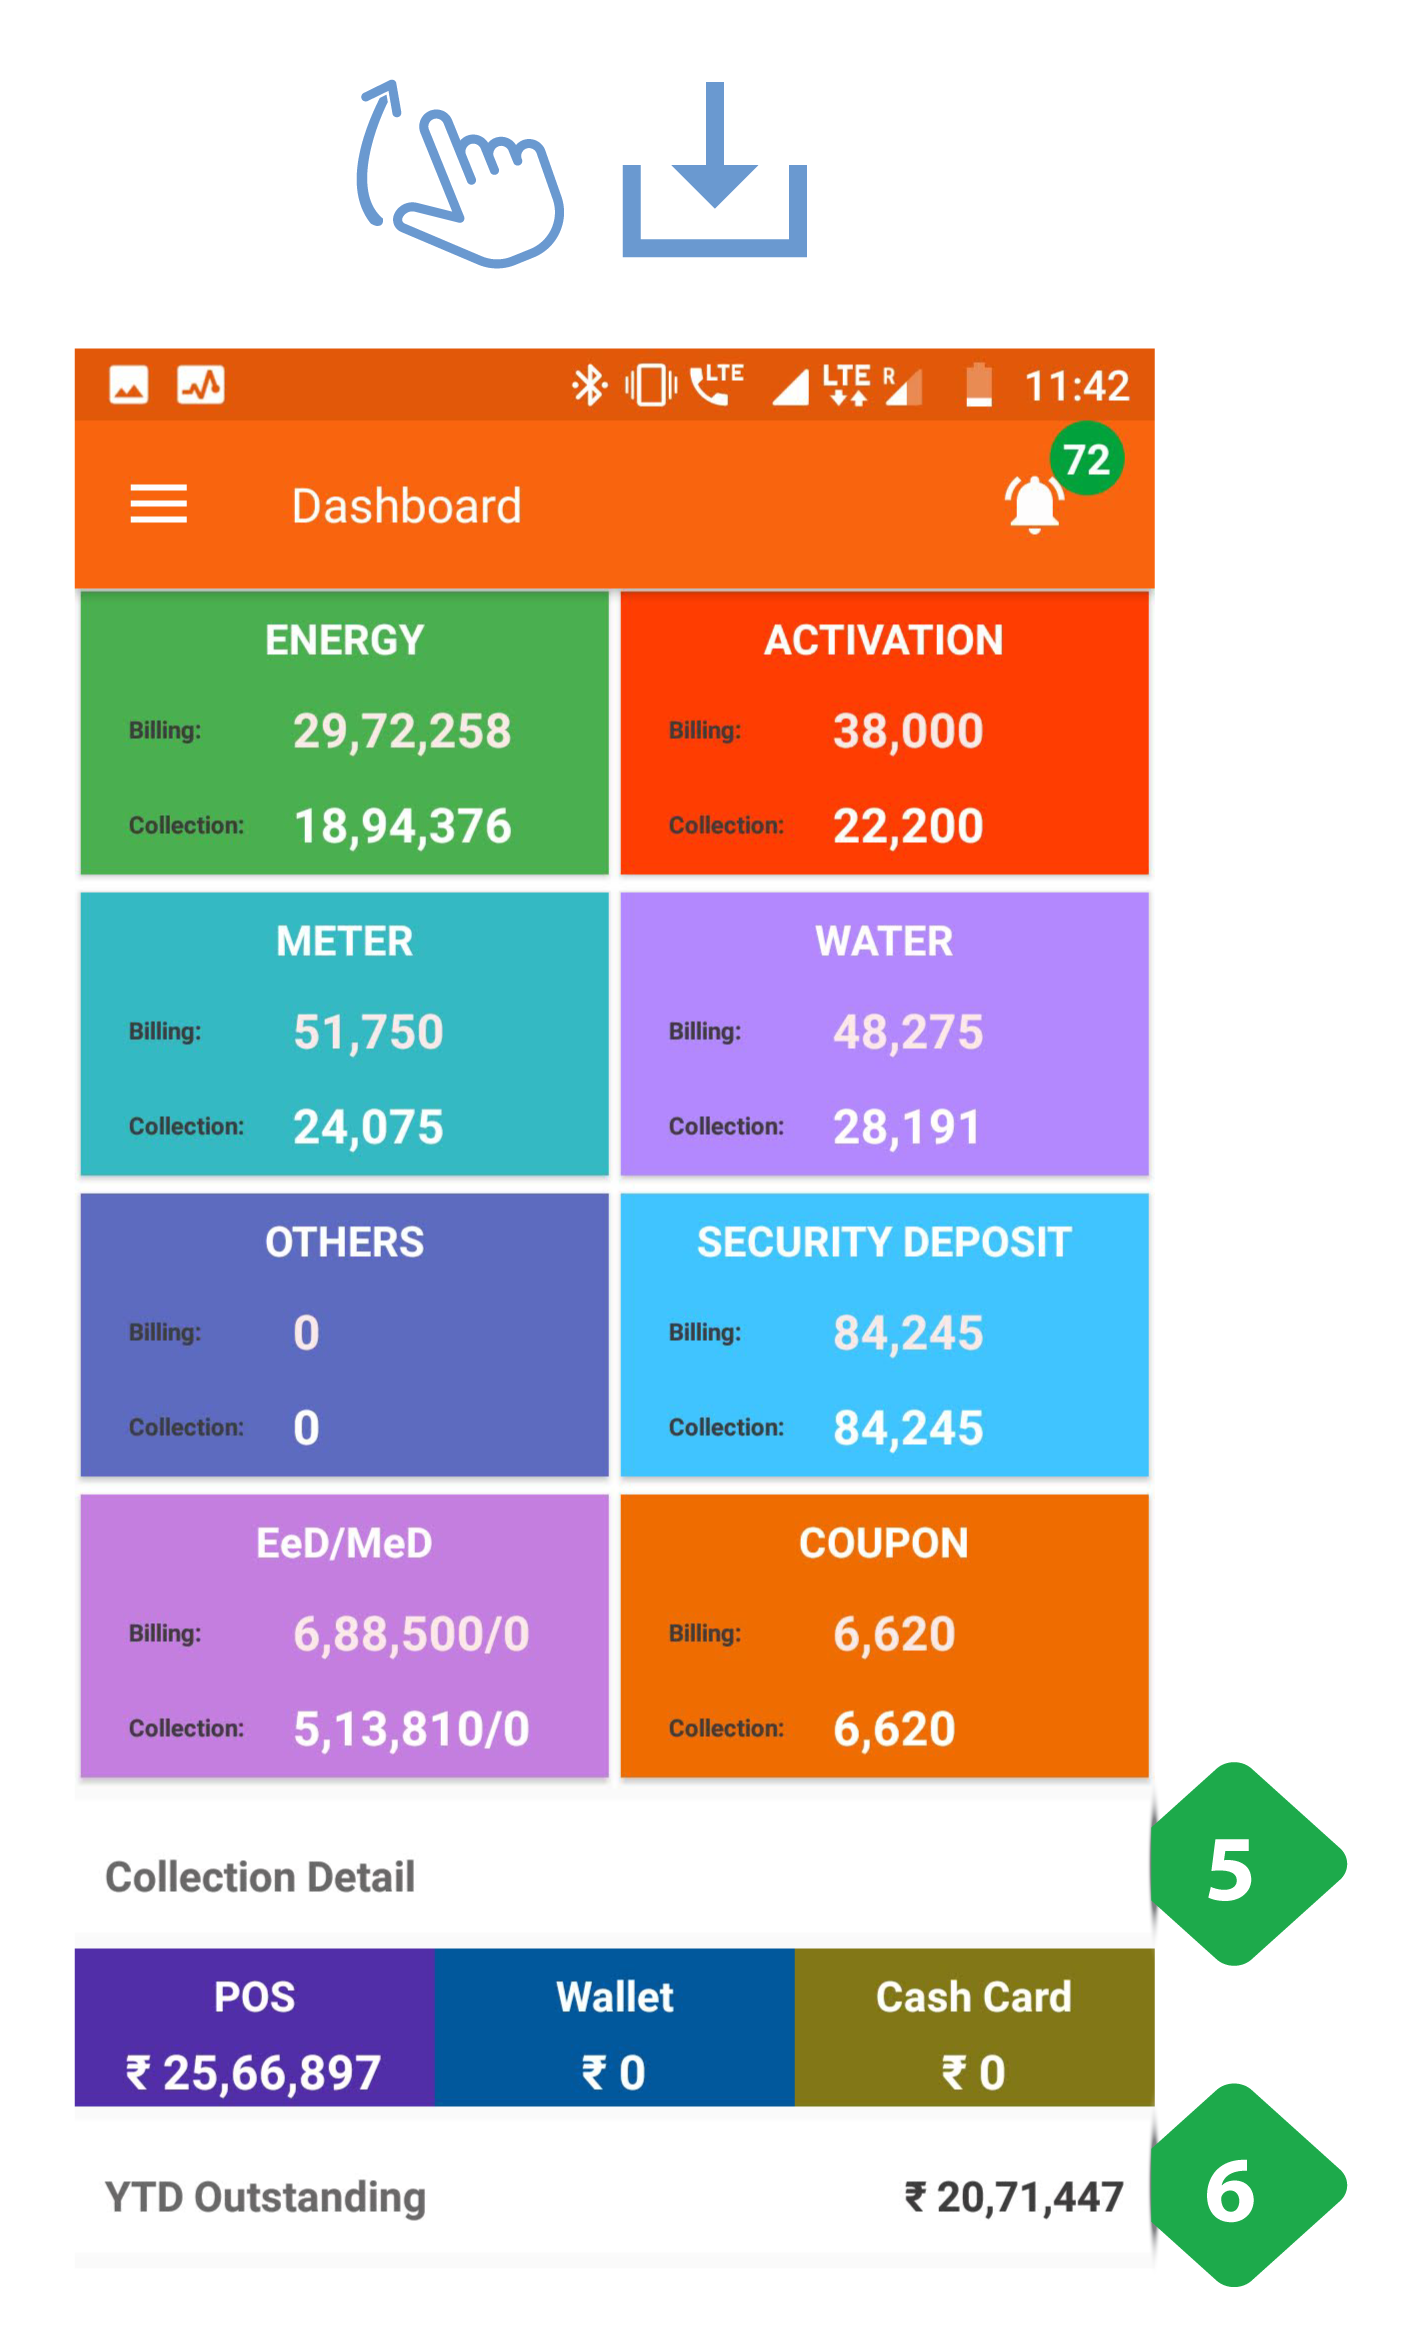 LTE LTE R 11:42
72
Dashboard
ENERGY
Billing: 29,72,258
Collection: 18,94,376
ACTIVATION
Billing: 38,000
Collection: 22,200
METER
Billing: 51,750
Collection: 24,075
WATER
Billing: 48,275
Collection: 28,191
OTHERS
Billing: 0
Collection: 0
SECURITY DEPOSIT
Billing: 84,245
Collection: 84,245
EeD/MeD
Billing: 6,88,500/0
Collection: 5,13,810/0
COUPON
Billing: 6,620
Collection: 6,620
Collection Detail
5
POS
₹ 25,66,897
Wallet
₹ 0
Cash Card
₹ 0
YTD Outstanding ₹ 20,71,447
6